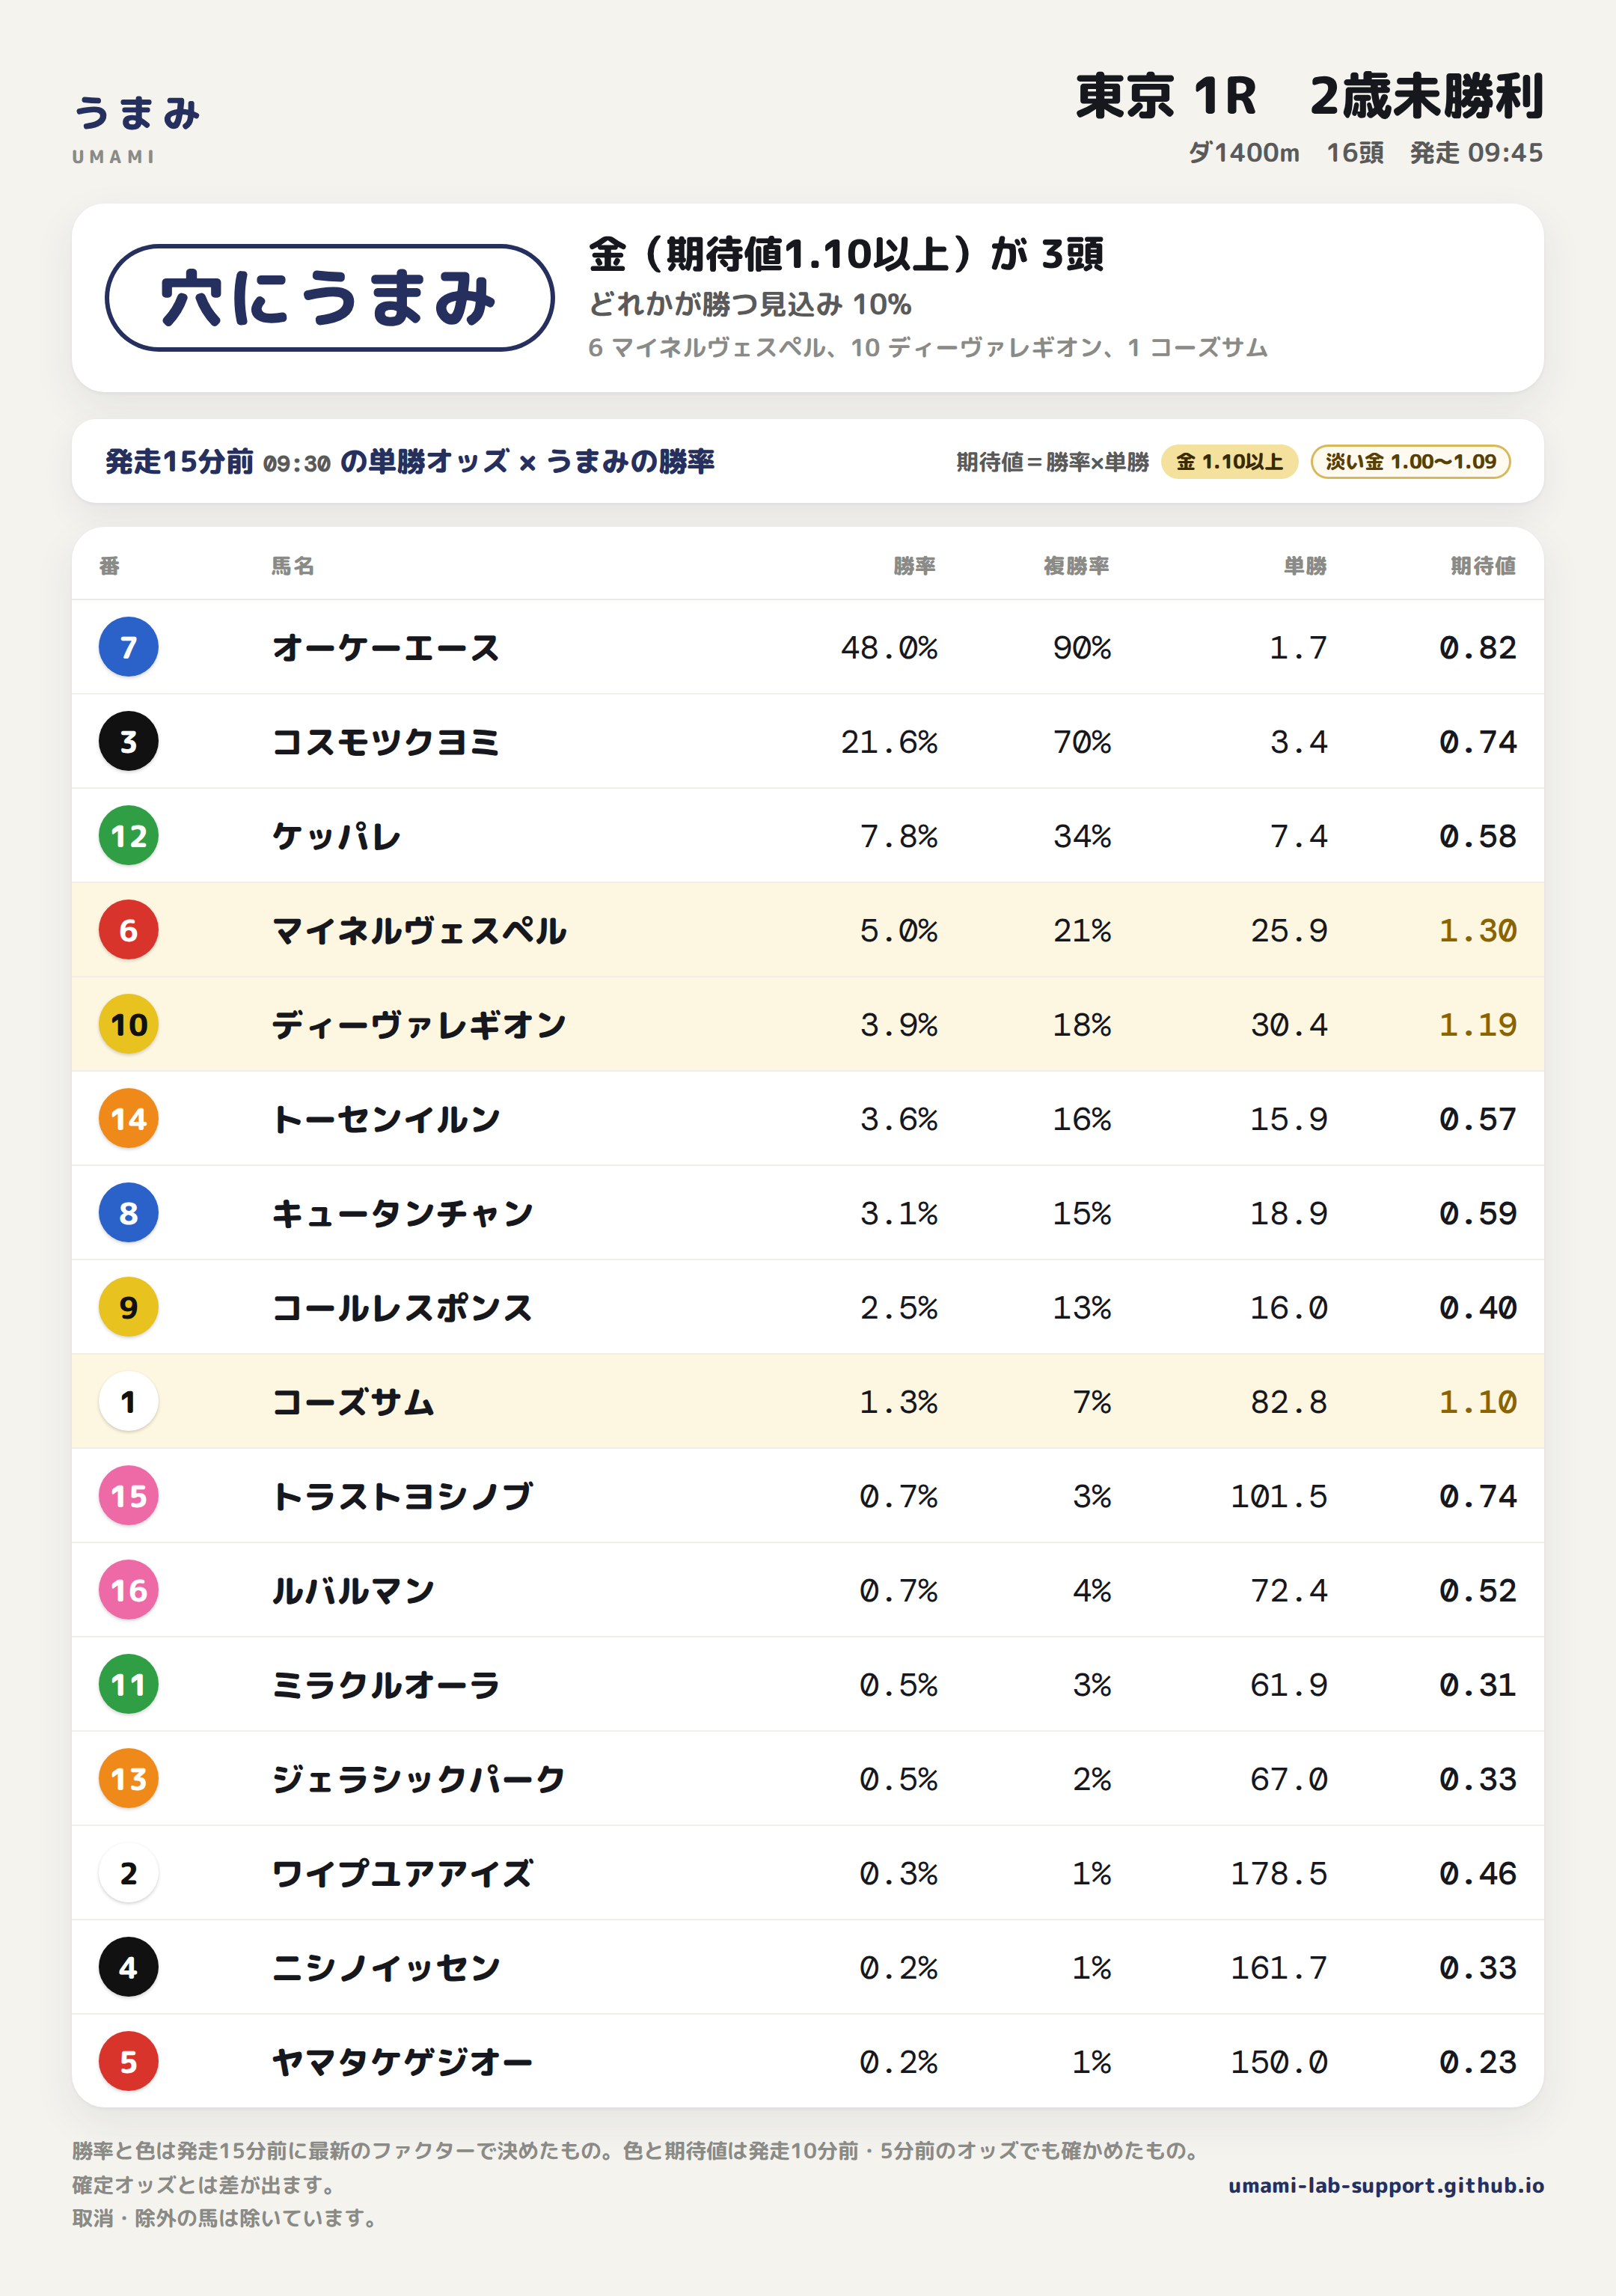 うまみ
UMAMI
東京 1R　2歳未勝利
ダ1400m　16頭　発走 09:45
穴にうまみ
金（期待値1.10以上）が 3頭
どれかが勝つ見込み 10%
6 マイネルヴェスペル、10 ディーヴァレギオン、1 コーズサム
発走15分前 09:30 の単勝オッズ × うまみの勝率
期待値＝勝率×単勝 金 1.10以上 淡い金 1.00〜1.09
番 馬名 勝率 複勝率 単勝 期待値
7 オーケーエース 48.0% 90% 1.7 0.82
3 コスモツクヨミ 21.6% 70% 3.4 0.74
12 ケッパレ 7.8% 34% 7.4 0.58
6 マイネルヴェスペル 5.0% 21% 25.9 1.30
10 ディーヴァレギオン 3.9% 18% 30.4 1.19
14 トーセンイルン 3.6% 16% 15.9 0.57
8 キュータンチャン 3.1% 15% 18.9 0.59
9 コールレスポンス 2.5% 13% 16.0 0.40
1 コーズサム 1.3% 7% 82.8 1.10
15 トラストヨシノブ 0.7% 3% 101.5 0.74
16 ルバルマン 0.7% 4% 72.4 0.52
11 ミラクルオーラ 0.5% 3% 61.9 0.31
13 ジェラシックパーク 0.5% 2% 67.0 0.33
2 ワイプユアアイズ 0.3% 1% 178.5 0.46
4 ニシノイッセン 0.2% 1% 161.7 0.33
5 ヤマタケゲジオー 0.2% 1% 150.0 0.23
勝率と色は発走15分前に最新のファクターで決めたもの。色と期待値は発走10分前・5分前のオッズでも確かめたもの。
確定オッズとは差が出ます。
取消・除外の馬は除いています。
umami-lab-support.github.io